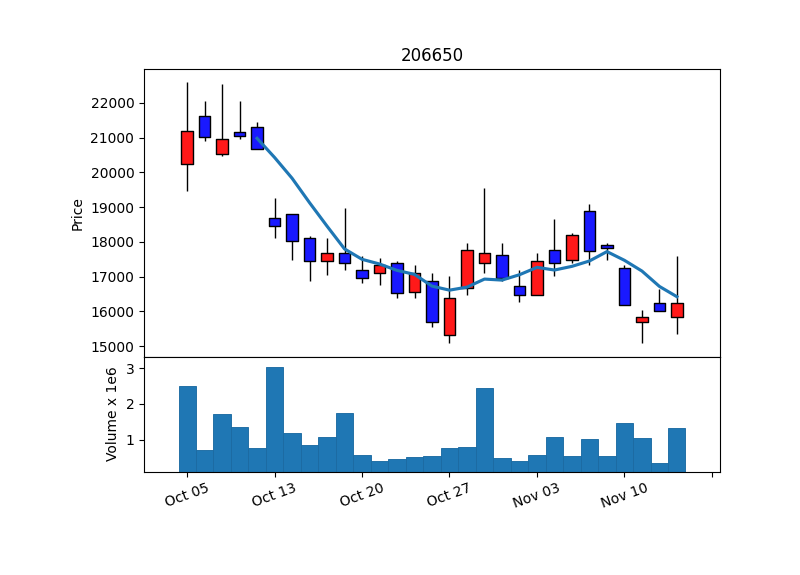 206650
Price
22000
21000
20000
19000
18000
17000
16000
15000
Volume x 1e6
3
2
1
Oct 05
Oct 13
Oct 20
Oct 27
Nov 03
Nov 10